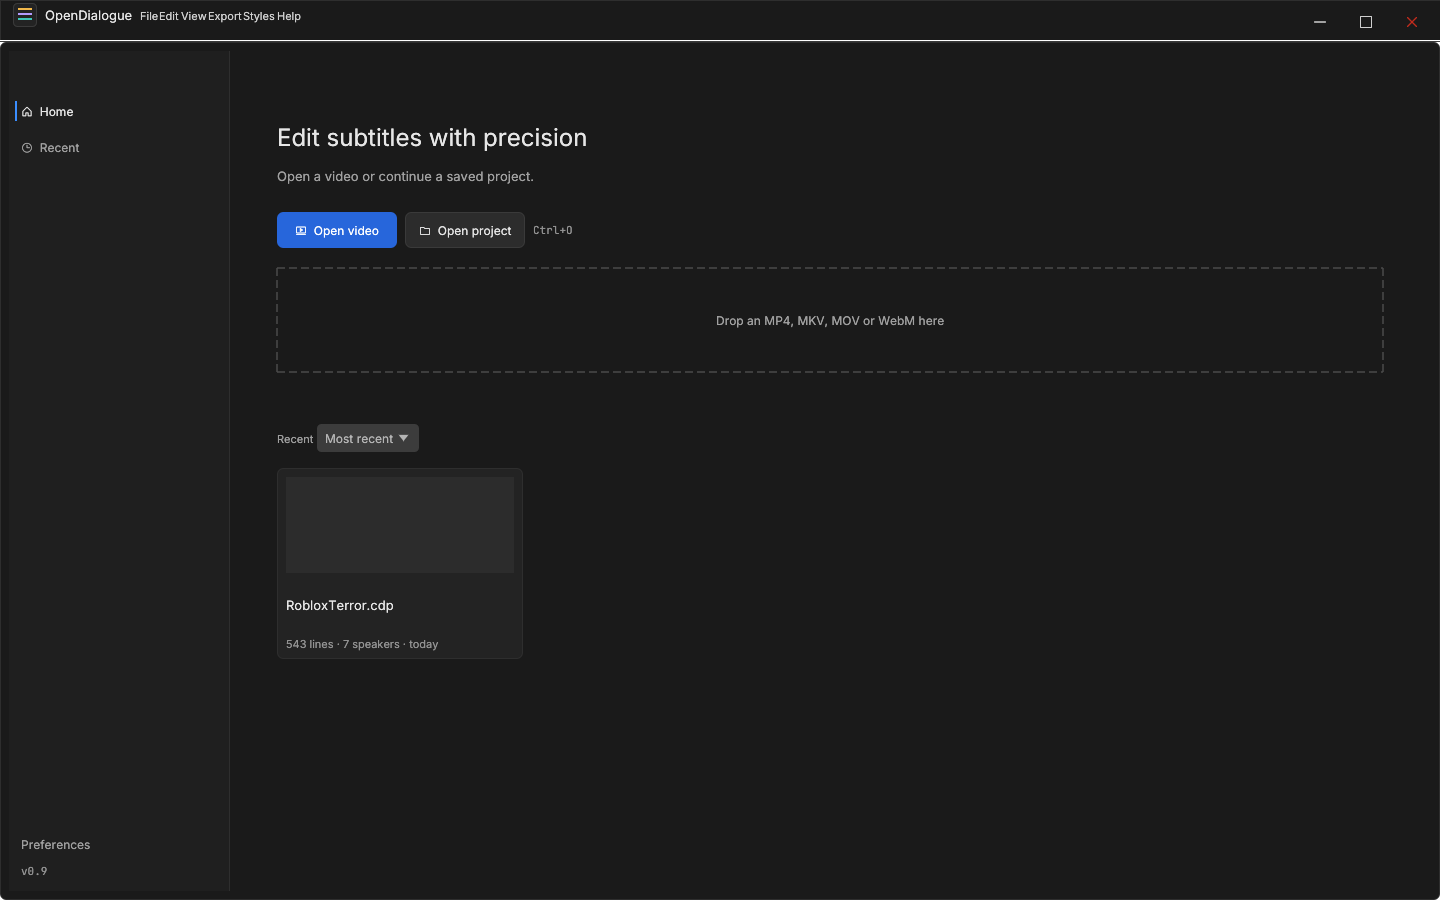 OpenDialogue File Edit View Export Styles Help
Home
Recent
Edit subtitles with precision
Open a video or continue a saved project.
Open video Open project Ctrl+O
Drop an MP4, MKV, MOV or WebM here
Recent Most recent
RobloxTerror.cdp
543 lines · 7 speakers · today
Preferences
v0.9